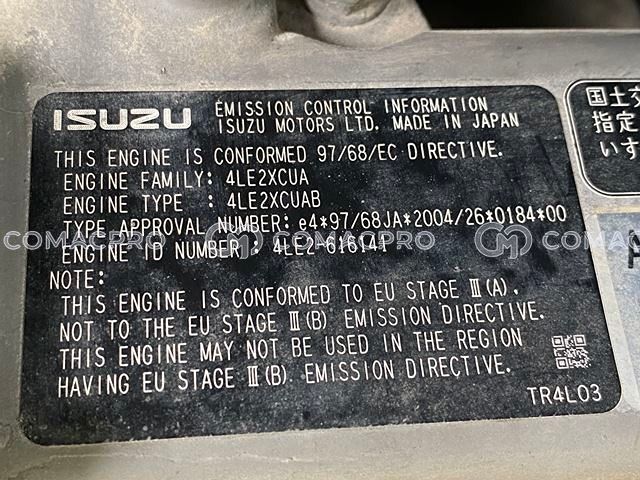 ISUZU EMISSION CONTROL INFORMATION
ISUZU MOTORS LTD. MADE IN JAPAN
THIS ENGINE IS CONFORMED 97/68/EC DIRECTIVE.
ENGINE FAMILY: 4LE2XCUA
ENGINE TYPE : 4LE2XCUAB
TYPE APPROVAL NUMBER: e4*97/68JA*2004/26*0184*00
ENGINE ID NUMBER : 4LE2-616141
NOTE:
THIS ENGINE IS CONFORMED TO EU STAGE Ⅲ(A).
NOT TO THE EU STAGE Ⅲ(B) EMISSION DIRECTIVE.
THIS ENGINE MAY NOT BE USED IN THE REGION
HAVING EU STAGE Ⅲ(B) EMISSION DIRECTIVE.
TR4L03
国土交
指定
いす
COMACPRO COMACPRO COMACPRO